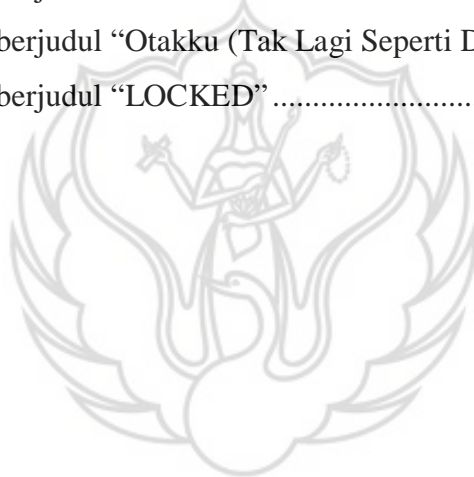 berjudul “Otakku (Tak Lagi Seperti D
berjudul “LOCKED” .........................